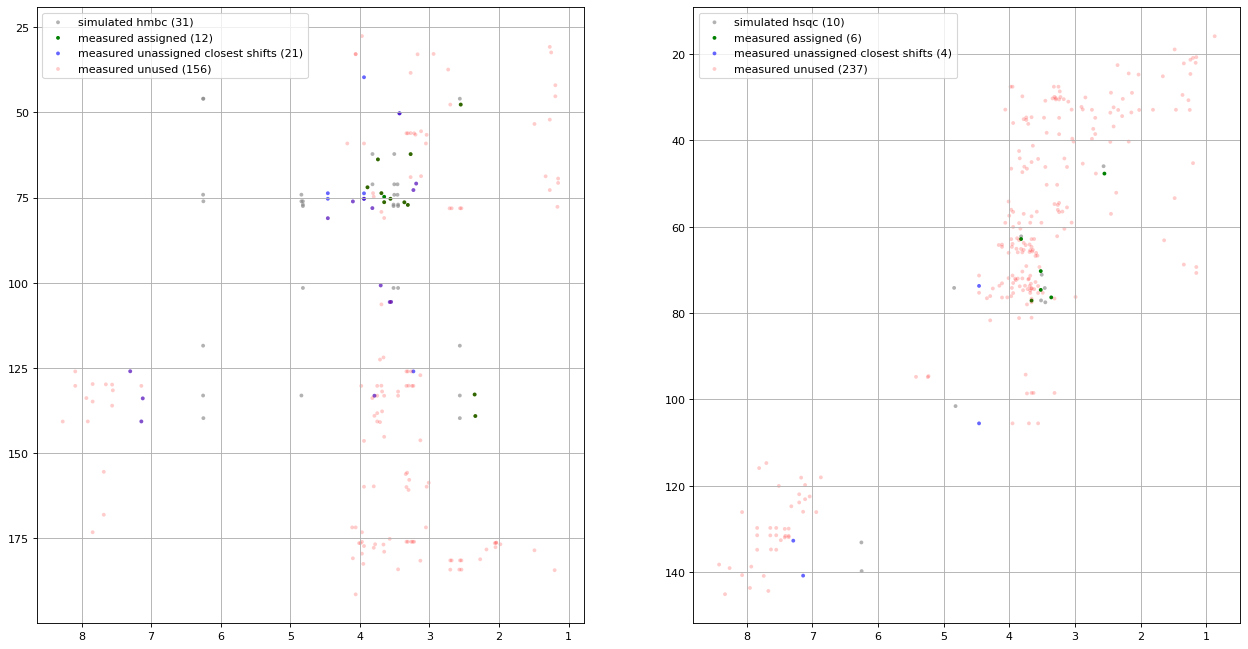 simulated hmbc (31)
measured assigned (12)
measured unassigned closest shifts (21)
measured unused (156)
25
50
75
100
125
150
175
8 7 6 5 4 3 2 1
simulated hsqc (10)
measured assigned (6)
measured unassigned closest shifts (4)
measured unused (237)
20
40
60
80
100
120
140
8 7 6 5 4 3 2 1